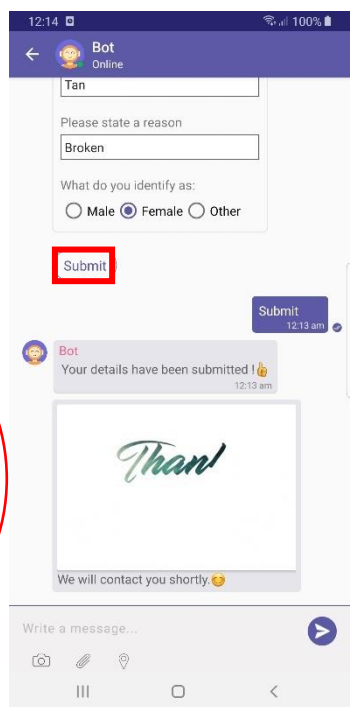 12:14 100%
Bot
Online
Tan
Please state a reason
Broken
What do you identify as:
Male Female Other
Submit
Submit
12:13 am
Bot
Your details have been submitted !👍
12:13 am
Than
We will contact you shortly.😊
Write a message...